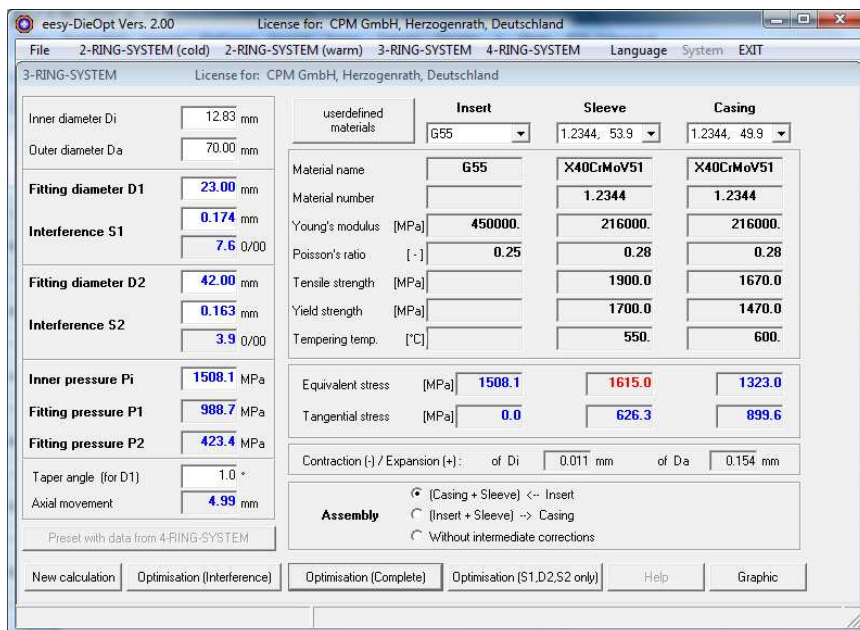 eesy-DieOpt Vers. 2.00 License for: CPM GmbH, Herzogenrath, Deutschland
File 2-RING-SYSTEM (cold) 2-RING-SYSTEM (warm) 3-RING-SYSTEM 4-RING-SYSTEM Language System EXIT
3-RING-SYSTEM License for: CPM GmbH, Herzogenrath, Deutschland
Inner diameter Di 12.83 mm
Outer diameter Da 70.00 mm
Fitting diameter D1 23.00 mm
Interference S1 0.174 mm
7.6 0/00
Fitting diameter D2 42.00 mm
Interference S2 0.163 mm
3.9 0/00
Inner pressure Pi 1508.1 MPa
Fitting pressure P1 988.7 MPa
Fitting pressure P2 423.4 MPa
Taper angle (for D1) 1.0 °
Axial movement 4.99 mm
Preset with data from 4-RING-SYSTEM
userdefined materials
Insert Sleeve Casing
G55 1.2344, 53.9 1.2344, 49.9
Material name G55 X40CrMoV51 X40CrMoV51
Material number 1.2344 1.2344
Young's modulus [MPa] 450000. 216000. 216000.
Poisson's ratio [-] 0.25 0.28 0.28
Tensile strength [MPa] 1900.0 1670.0
Yield strength [MPa] 1700.0 1470.0
Tempering temp. [°C] 550. 600.
Equivalent stress [MPa] 1508.1 1615.0 1323.0
Tangential stress [MPa] 0.0 626.3 899.6
Contraction (-) / Expansion (+) : of Di 0.011 mm of Da 0.154 mm
Assembly
(Casing + Sleeve) <-- Insert
(Insert + Sleeve) --> Casing
Without intermediate corrections
New calculation Optimisation (Interference) Optimisation (Complete) Optimisation (S1,D2,S2 only) Help Graphic